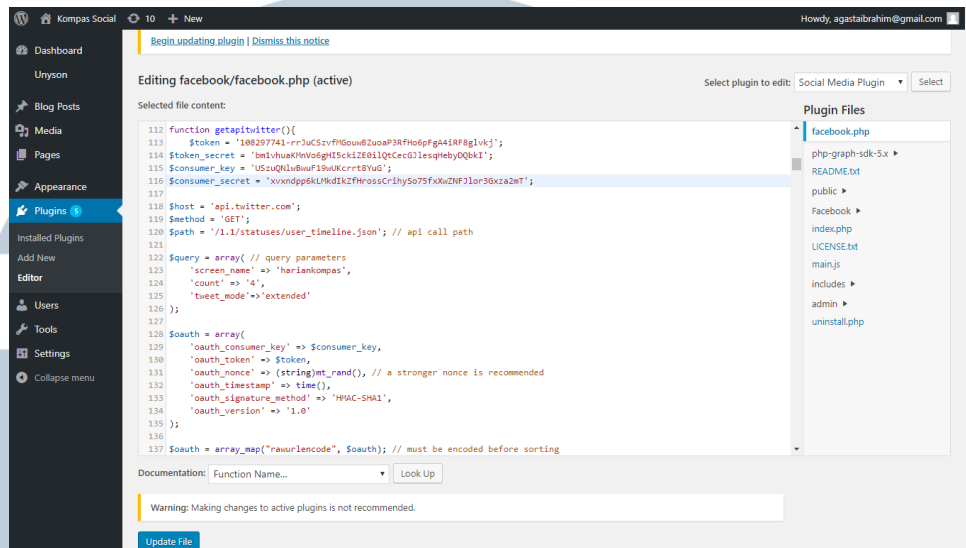 Kompas Social 10 + New Howdy, agastaibrahim@gmail.com
Dashboard
Unyson
Blog Posts
Media
Pages
Appearance
Plugins 5
Installed Plugins
Add New
Editor
Users
Tools
Settings
Collapse menu
Begin updating plugin | Dismiss this notice
Editing facebook/facebook.php (active)
Select plugin to edit: Social Media Plugin Select
Selected file content:
112 function getapitwitter(){
113 $token = '108297741-rrJuCSzvfMGouwBZuoaP3RfHo6pFgA4iRF8glvkj';
114 $token_secret = 'bm1vhuaKMnVo6gHI5ckiZE0ilQtCecGJlesqHebyDQbkI';
115 $consumer_key = 'USzuQNlwBwuF19wUKcrrt8YuG';
116 $consumer_secret = 'xvxndpp6kLMkdIkZfHrossCrihySo75fxXwZNFJlor3Gxza2mT';
117
118 $host = 'api.twitter.com';
119 $method = 'GET';
120 $path = '/1.1/statuses/user_timeline.json'; // api call path
121
122 $query = array( // query parameters
123 'screen_name' => 'hariankompas',
124 'count' => '4',
125 'tweet_mode'=>'extended'
126 );
127
128 $oauth = array(
129 'oauth_consumer_key' => $consumer_key,
130 'oauth_token' => $token,
131 'oauth_nonce' => (string)mt_rand(), // a stronger nonce is recommended
132 'oauth_timestamp' => time(),
133 'oauth_signature_method' => 'HMAC-SHA1',
134 'oauth_version' => '1.0'
135 );
136
137 $oauth = array_map("rawurlencode", $oauth); // must be encoded before sorting
Plugin Files
facebook.php
php-graph-sdk-5.x
README.txt
public
Facebook
index.php
LICENSE.txt
main.js
includes
admin
uninstall.php
Documentation: Function Name... Look Up
Warning: Making changes to active plugins is not recommended.
Update File